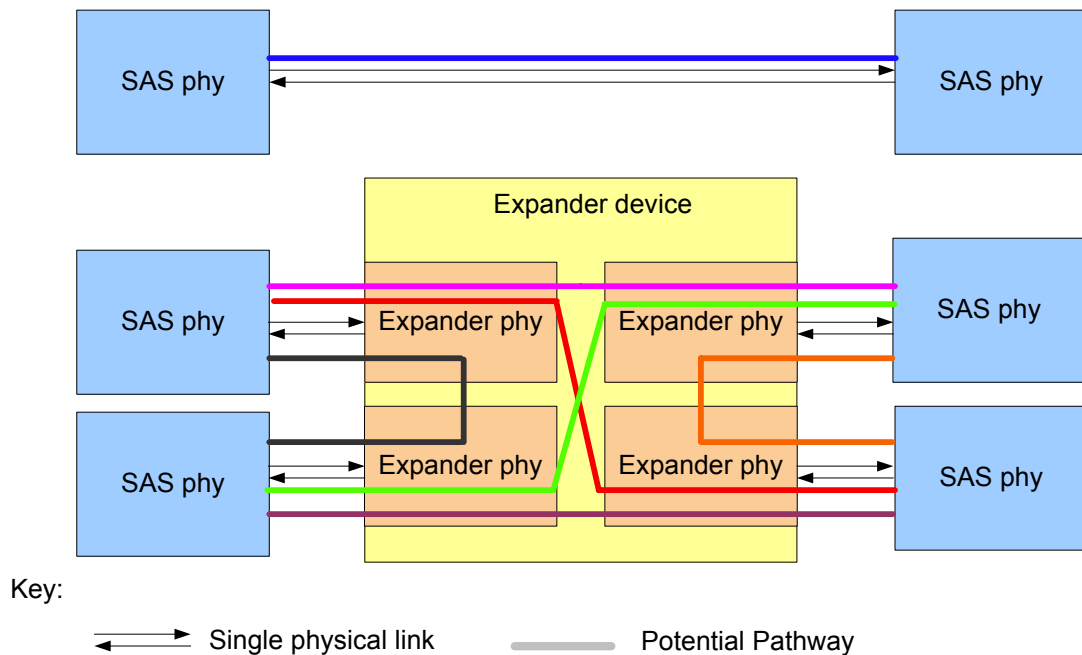 SAS phy
SAS phy
Expander device
SAS phy
Expander phy
Expander phy
SAS phy
SAS phy
Expander phy
Expander phy
SAS phy
Key:
Single physical link
Potential Pathway